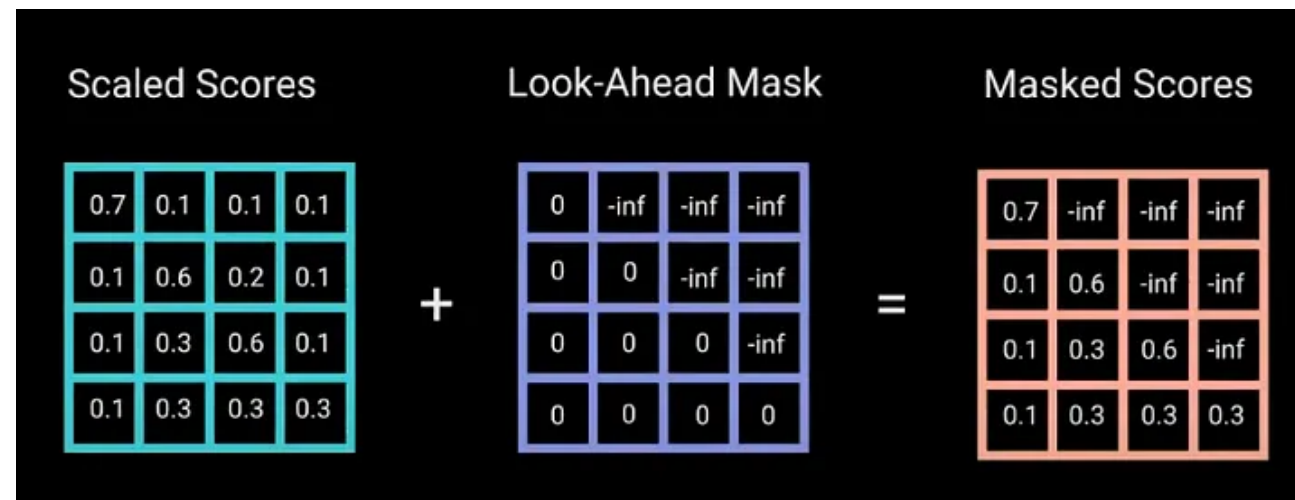 Scaled Scores
Look-Ahead Mask
Masked Scores
0.7 0.1 0.1 0.1
0.1 0.6 0.2 0.1
0.1 0.3 0.6 0.1
0.1 0.3 0.3 0.3
+
0 -inf -inf -inf
0 0 -inf -inf
0 0 0 -inf
0 0 0 0
=
0.7 -inf -inf -inf
0.1 0.6 -inf -inf
0.1 0.3 0.6 -inf
0.1 0.3 0.3 0.3